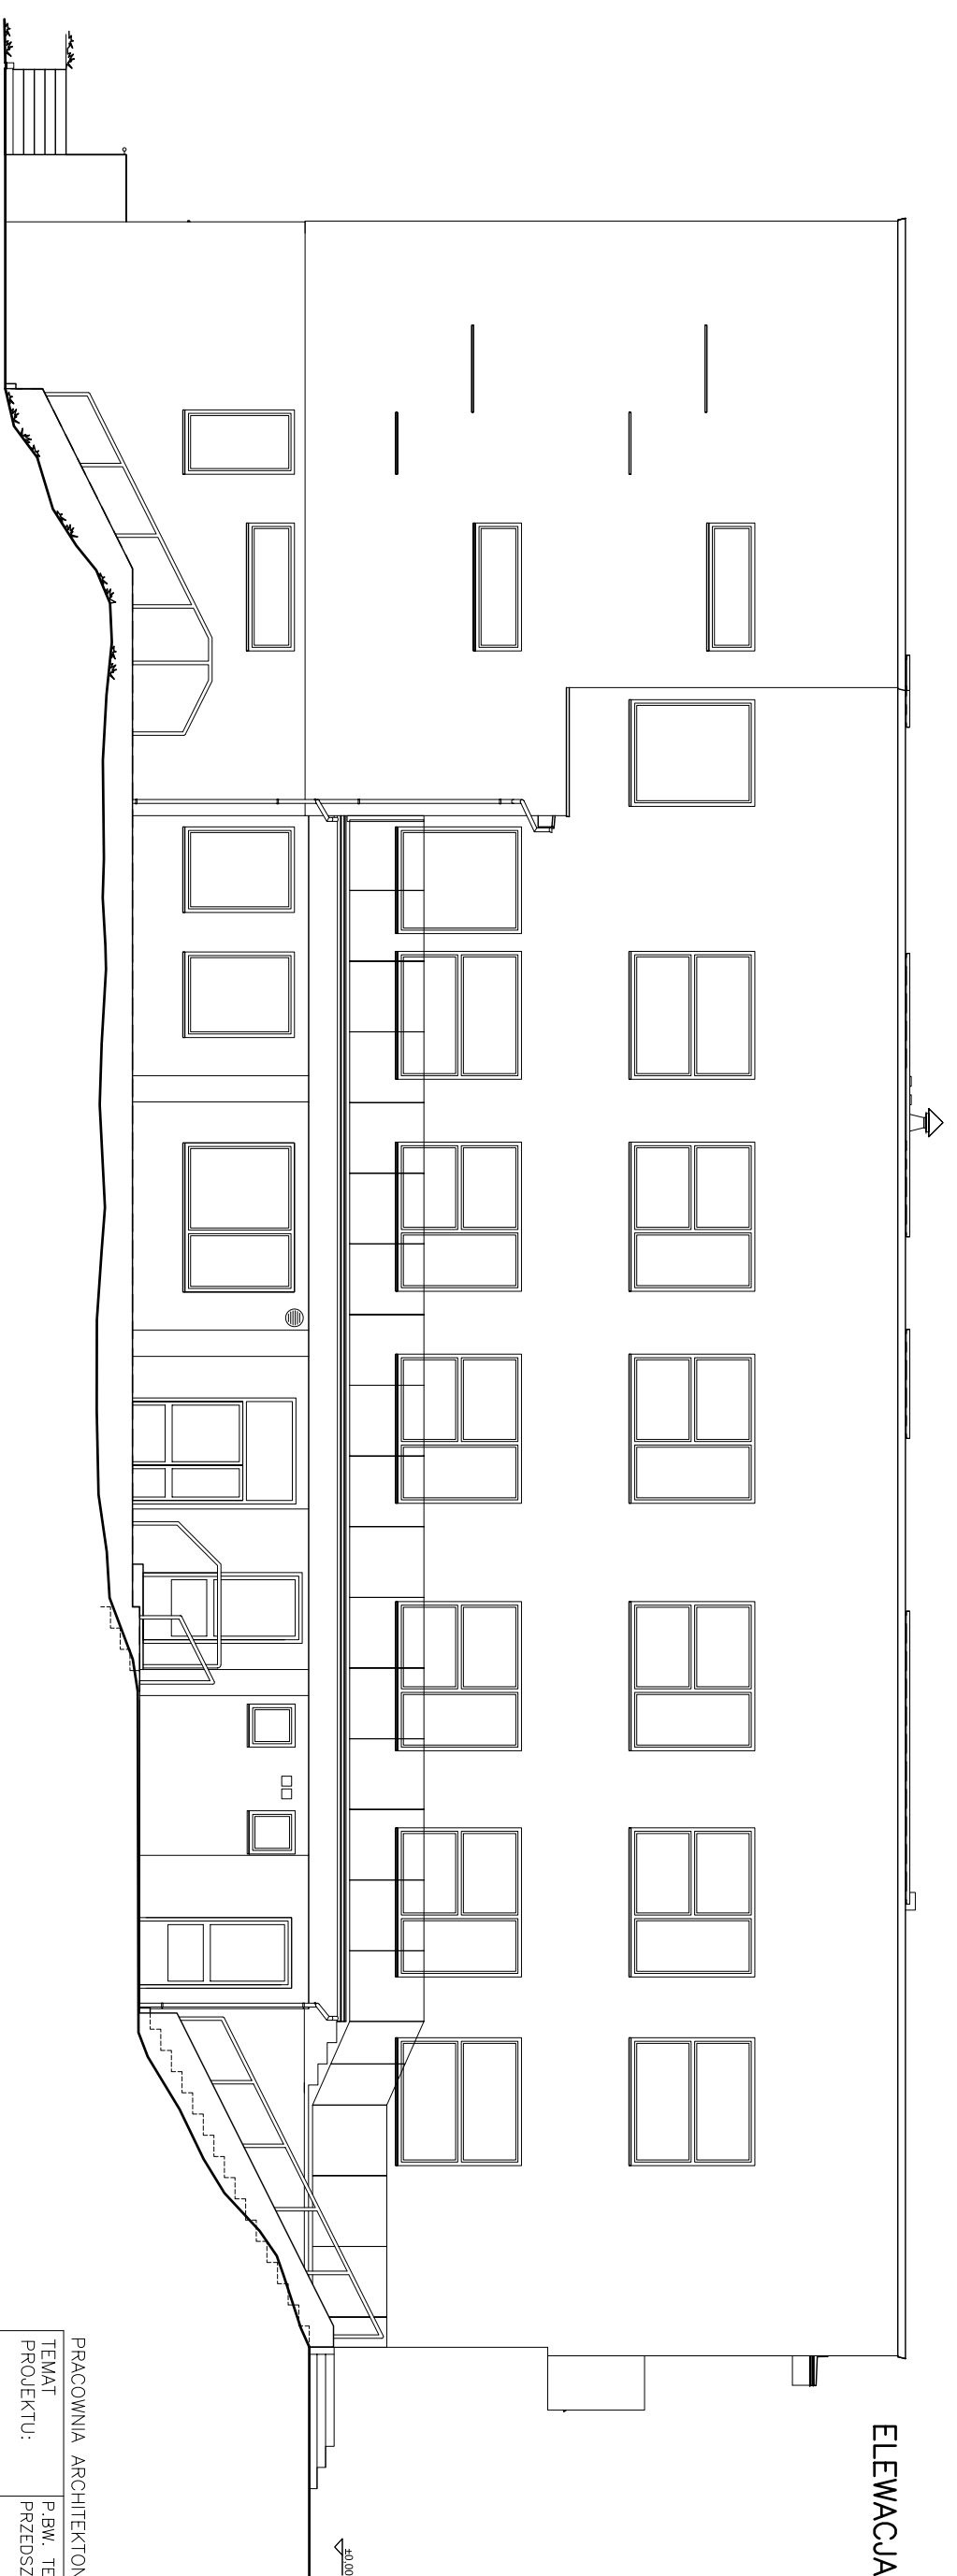 ELEWACJA
±0.00
PRACOWNIA ARCHITEKTON
TEMAT
PROJEKTU:
P.BW. TE
PRZEDSZ